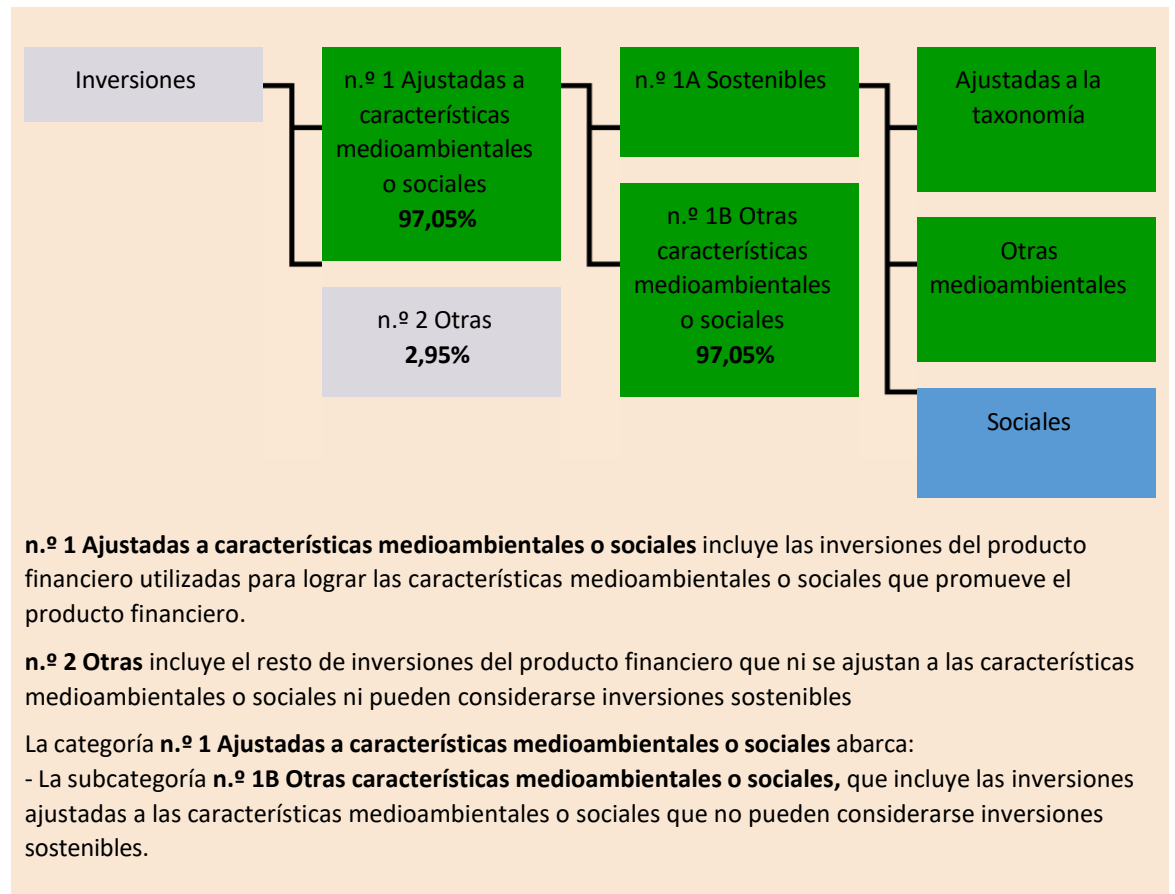 Inversiones
n.º 1 Ajustadas a
características
medioambientales
o sociales
97,05%
n.º 2 Otras
2,95%
n.º 1A Sostenibles
n.º 1B Otras
características
medioambientales
o sociales
97,05%
Ajustadas a la
taxonomía
Otras
medioambientales
Sociales
n.º 1 Ajustadas a características medioambientales o sociales incluye las inversiones del producto
financiero utilizadas para lograr las características medioambientales o sociales que promueve el
producto financiero.
n.º 2 Otras incluye el resto de inversiones del producto financiero que ni se ajustan a las características
medioambientales o sociales ni pueden considerarse inversiones sostenibles
La categoría n.º 1 Ajustadas a características medioambientales o sociales abarca:
- La subcategoría n.º 1B Otras características medioambientales o sociales, que incluye las inversiones
ajustadas a las características medioambientales o sociales que no pueden considerarse inversiones
sostenibles.